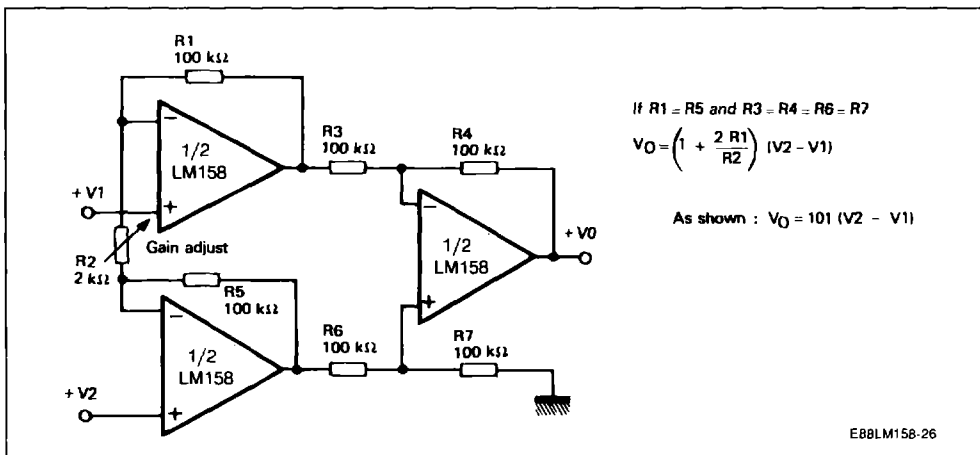 R1
100 kΩ
−
1/2
LM158
+
+ V1
R2
2 kΩ
Gain adjust
R3
100 kΩ
R4
100 kΩ
−
1/2
LM158
+
+ V0
R5
100 kΩ
−
1/2
LM158
+
+ V2
R6
100 kΩ
R7
100 kΩ
If R1 = R5 and R3 = R4 = R6 = R7
VO = (1 + 2 R1 / R2) (V2 - V1)
As shown : VO = 101 (V2 - V1)
E88LM158-26